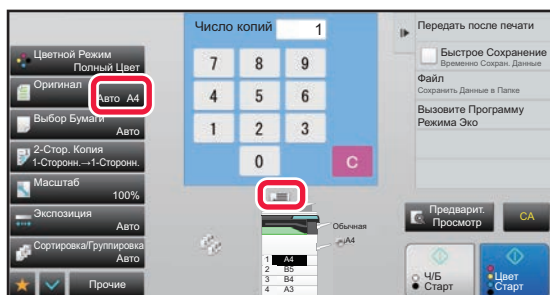 Число копий 1
Цветной Режим
Полный Цвет
Оригинал
Авто A4
Выбор Бумаги
Авто
2-Стор. Копия
1-Сторонн.→1-Сторонн.
Масштаб
100%
Экспозиция
Авто
Сортировка/Группировка
Авто
Прочие
7 8 9
4 5 6
1 2 3
0 C
Обычная
A4
1 A4
2 B5
3 B4
4 A3
Передать после печати
Быстрое Сохранение
Временно Сохран. Данные
Файл
Сохранить Данные в Папке
Вызовите Программу
Режима Эко
Предварит.
Просмотр
CA
Ч/Б
Старт
Цвет
Старт